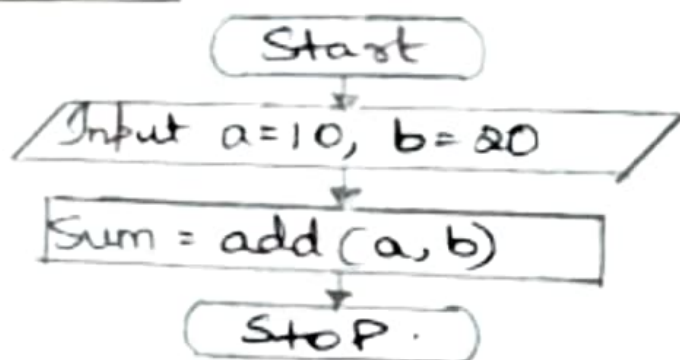 Start
Input a=10, b=20
Sum = add(a,b)
Stop.